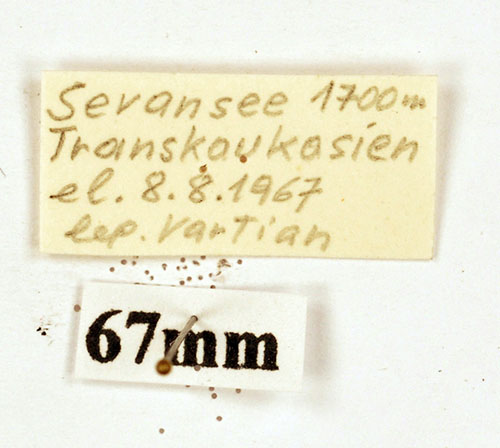 Sevansee 1700m
Transkaukasien
el. 8.8.1967
lep. Vartian
67mm